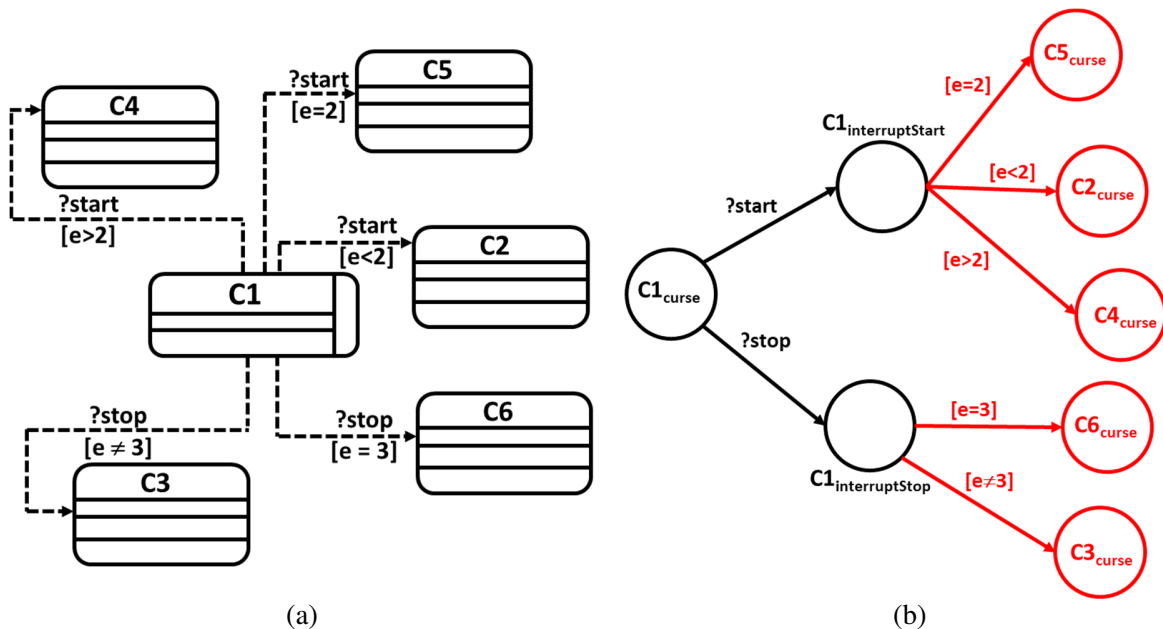 C4
?start
[e>2]
?start
[e=2]
C5
?start
[e<2]
C2
C1
?stop
[e ≠ 3]
C3
?stop
[e = 3]
C6
(a)
C1curse
?start
C1interruptStart
[e=2]
C5curse
[e<2]
C2curse
[e>2]
C4curse
?stop
C1interruptStop
[e=3]
C6curse
[e≠3]
C3curse
(b)